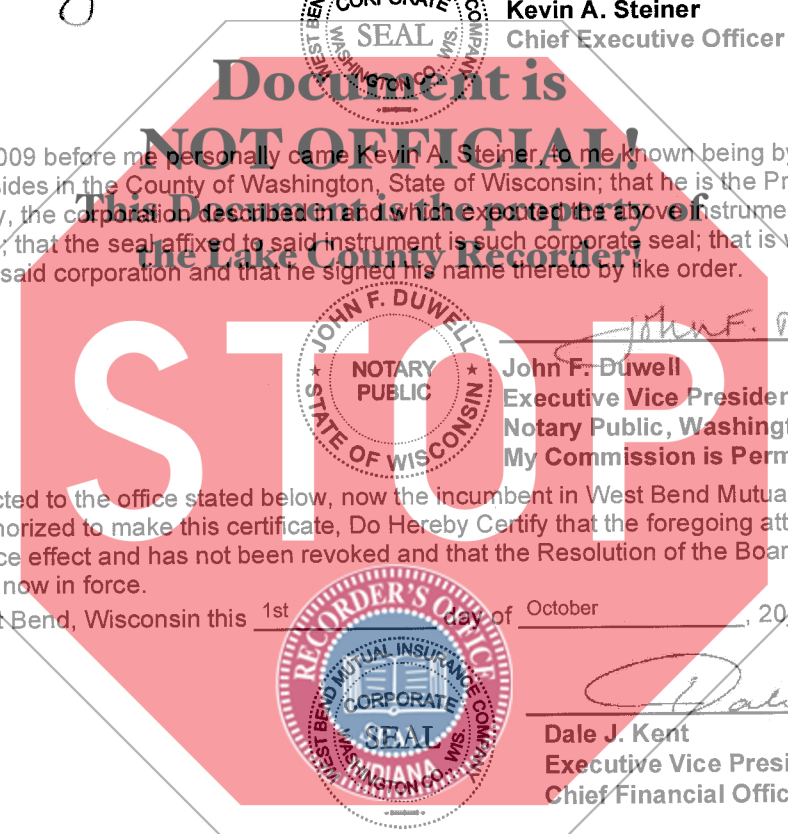 WEST BEND
CORPORATE
COMPANY
SEAL
WASHINGTON CO., WIS.
Kevin A. Steiner
Chief Executive Officer
Document is
NOT OFFICIAL!
This Document is the property of
the Lake County Recorder!
009 before me personally came Kevin A. Steiner, to me known being by
sides in the County of Washington, State of Wisconsin; that he is the
, the corporation described in and which executed the above instrume
; that the seal affixed to said instrument is such corporate seal; that is
said corporation and that he signed his name thereto by like order.
STOP
JOHN F. DUWELL
NOTARY
PUBLIC
STATE OF WISCONSIN
John F.
John F. Duwell
Executive Vice Presiden
Notary Public, Washingt
My Commission is Perm
cted to the office stated below, now the incumbent in West Bend Mutua
horized to make this certificate, Do Hereby Certify that the foregoing att
ce effect and has not been revoked and that the Resolution of the Boar
now in force.
t Bend, Wisconsin this 1st day of October, 20
RECORDER'S OFFICE
INDIANA
WEST BEND MUTUAL INSURANCE COMPANY
CORPORATE
SEAL
WASHINGTON CO., WIS.
Dale
Dale J. Kent
Executive Vice Presi
Chief Financial Offic